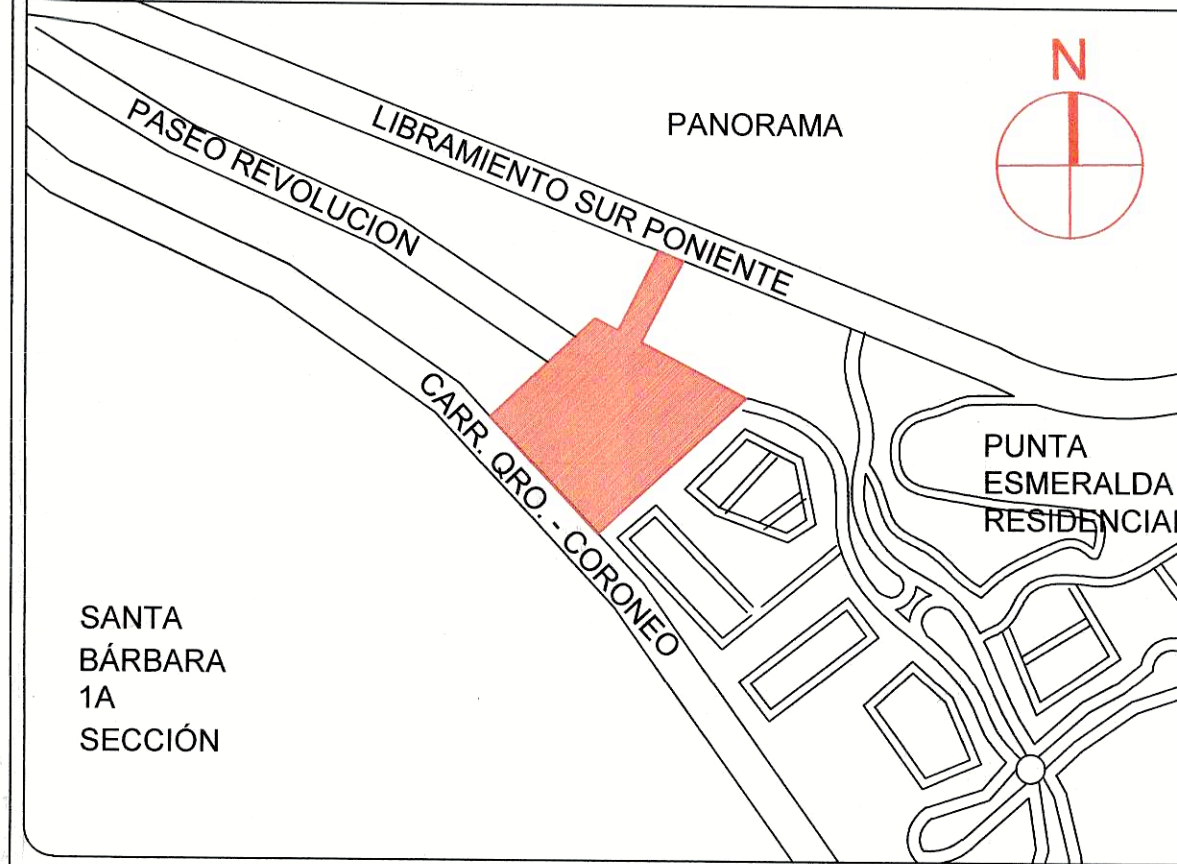 N
PANORAMA
LIBRAMIENTO SUR PONIENTE
PASEO REVOLUCION
CARR. QRO. - CORONEO
PUNTA
ESMERALDA
RESIDENCIAL
SANTA
BÁRBARA
1A
SECCIÓN